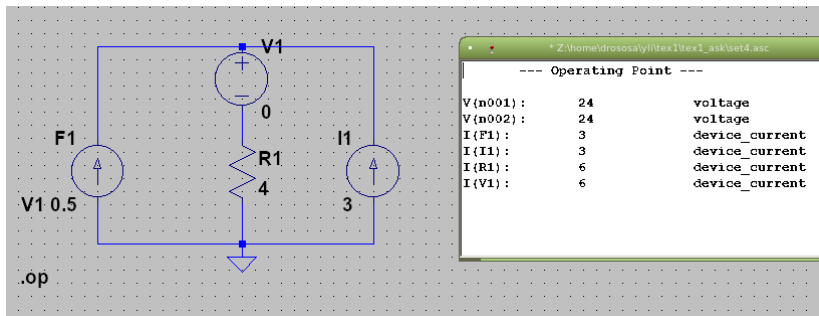 V1
0
F1
V1 0.5
R1
4
I1
3
.op
* Z:\home\drososa\yli\tex1\tex1_ask\set4.asc
--- Operating Point ---
V(n001): 24 voltage
V(n002): 24 voltage
I(F1): 3 device_current
I(I1): 3 device_current
I(R1): 6 device_current
I(V1): 6 device_current